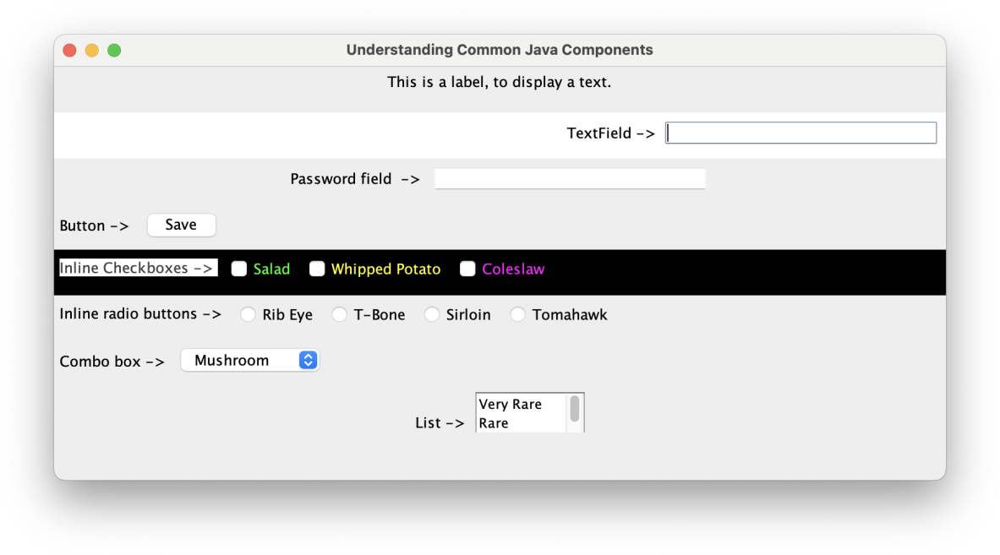 Understanding Common Java Components
This is a label, to display a text.
TextField ->
Password field ->
Button -> Save
Inline Checkboxes -> Salad Whipped Potato Coleslaw
Inline radio buttons -> Rib Eye T-Bone Sirloin Tomahawk
Combo box -> Mushroom
Very Rare
List -> Rare